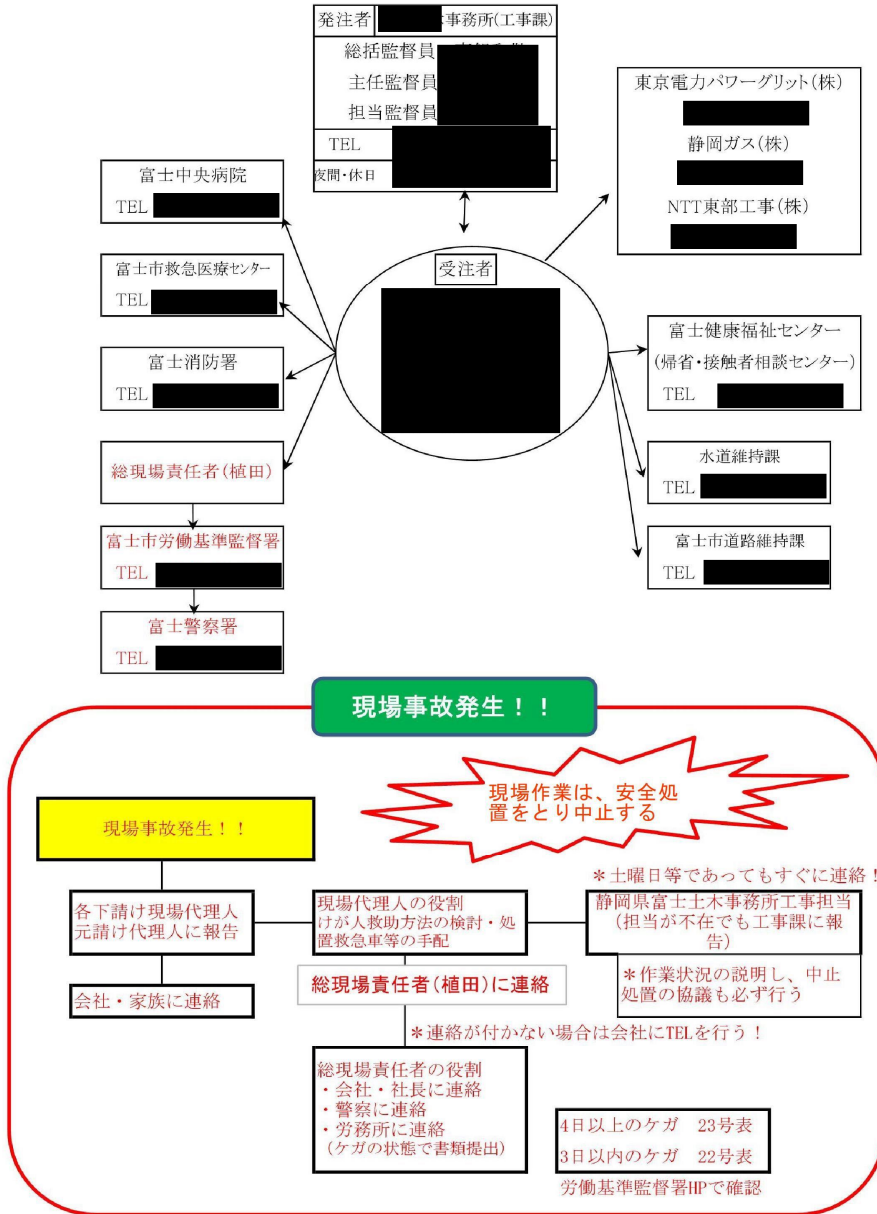 発注者 木事務所(工事課)
総括監督員
主任監督員
担当監督員
TEL
夜間・休日
東京電力パワーグリット(株)
静岡ガス(株)
NTT東部工事(株)
富士中央病院
TEL
富士市救急医療センター
TEL
富士消防署
TEL
総現場責任者(植田)
富士市労働基準監督署
TEL
富士警察署
TEL
受注者
富士健康福祉センター
(帰省・接触者相談センター)
TEL
水道維持課
TEL
富士市道路維持課
TEL
現場事故発生!!
現場作業は、安全処
置をとり中止する
現場事故発生!!
各下請け現場代理人
元請け代理人に報告
会社・家族に連絡
現場代理人の役割
けが人救助方法の検討・処
置救急車等の手配
総現場責任者(植田)に連絡
*連絡が付かない場合は会社にTELを行う!
総現場責任者の役割
・会社・社長に連絡
・警察に連絡
・労務所に連絡
(ケガの状態で書類提出)
*土曜日等であってもすぐに連絡!
静岡県富士土木事務所工事担当
(担当が不在でも工事課に報
告)
*作業状況の説明し、中止
処置の協議も必ず行う
4日以上のケガ 23号表
3日以内のケガ 22号表
労働基準監督署HPで確認